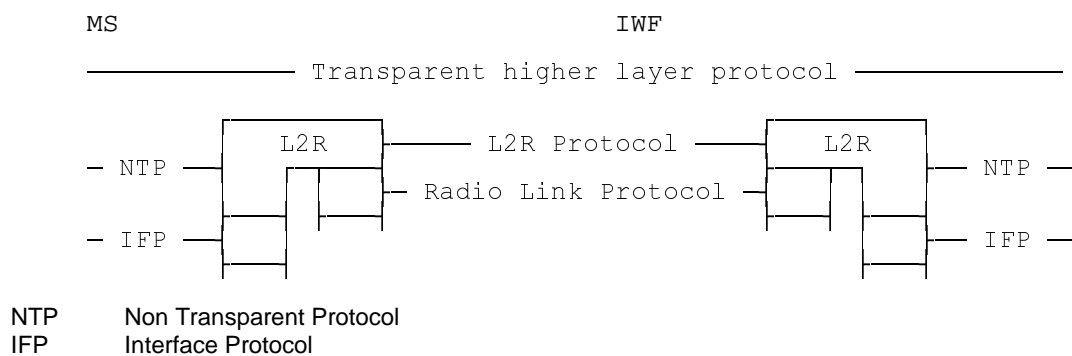 MS IWF
Transparent higher layer protocol
L2R L2R Protocol L2R
NTP NTP
Radio Link Protocol
IFP IFP
NTP Non Transparent Protocol
IFP Interface Protocol